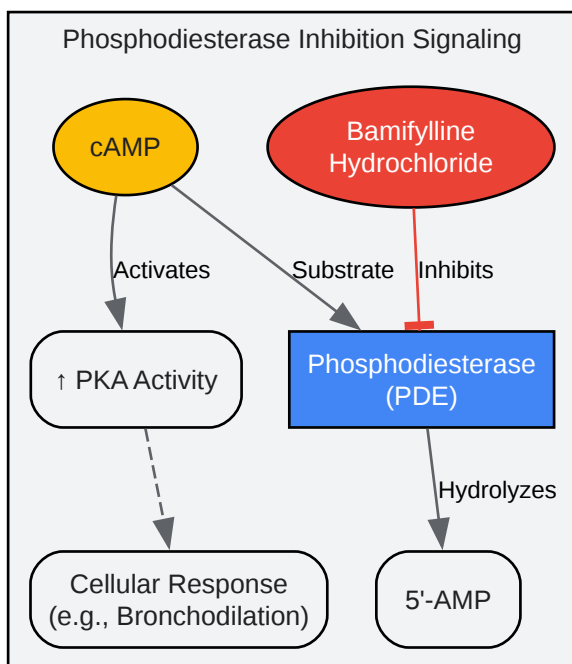 Phosphodiesterase Inhibition Signaling
cAMP
Bamifylline
Hydrochloride
Activates
Substrate
Inhibits
↑ PKA Activity
Phosphodiesterase
(PDE)
Hydrolyzes
Cellular Response
(e.g., Bronchodilation)
5'-AMP